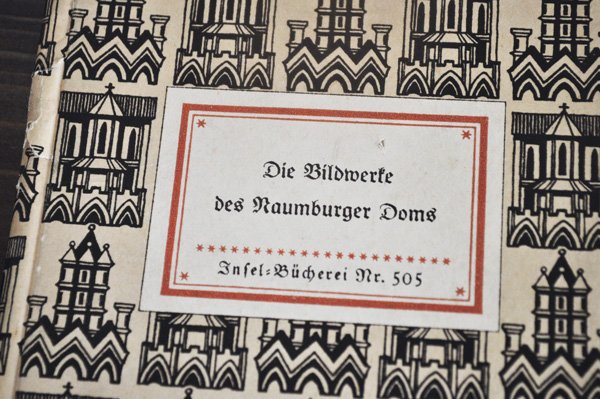 Die Bildwerke
des Naumburger Doms
Insel-Bücherei Nr. 505